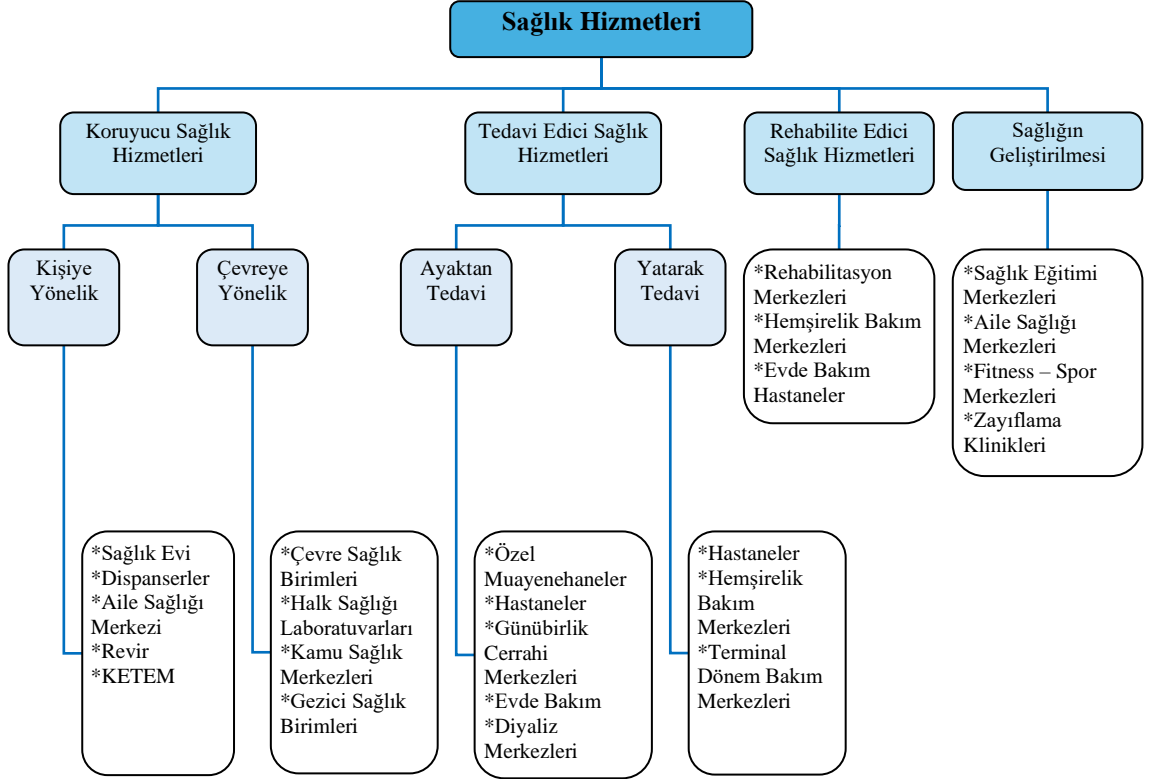 Sağlık Hizmetleri
Koruyucu Sağlık
Hizmetleri
Tedavi Edici Sağlık
Hizmetleri
Rehabilite Edici
Sağlık Hizmetleri
Sağlığın
Geliştirilmesi
Kişiye
Yönelik
Çevreye
Yönelik
Ayaktan
Tedavi
Yatarak
Tedavi
*Rehabilitasyon
Merkezleri
*Hemşirelik Bakım
Merkezleri
*Evde Bakım
Hastaneler
*Sağlık Eğitimi
Merkezleri
*Aile Sağlığı
Merkezleri
*Fitness – Spor
Merkezleri
*Zayıflama
Klinikleri
*Sağlık Evi
*Dispanserler
*Aile Sağlığı
Merkezi
*Revir
*KETEM
*Çevre Sağlık
Birimleri
*Halk Sağlığı
Laboratuvarları
*Kamu Sağlık
Merkezleri
*Gezici Sağlık
Birimleri
*Özel
Muayenehaneler
*Hastaneler
*Günübirlik
Cerrahi
Merkezleri
*Evde Bakım
*Diyaliz
Merkezleri
*Hastaneler
*Hemşirelik
Bakım
Merkezleri
*Terminal
Dönem Bakım
Merkezleri